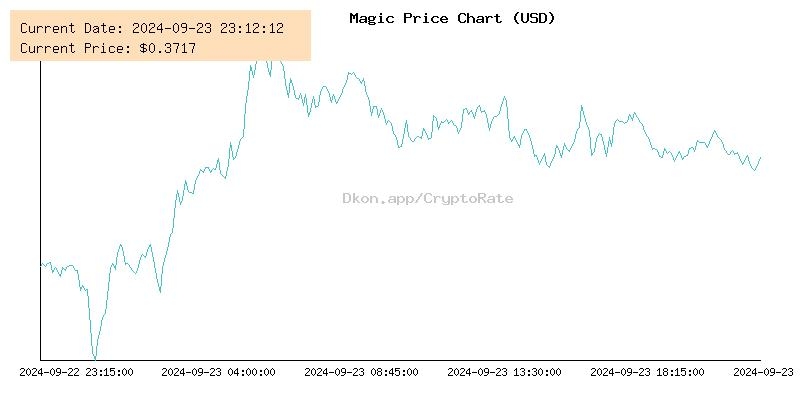 Magic Price Chart (USD)
Current Date: 2024-09-23 23:12:12
Current Price: $0.3717
Dkon.app/CryptoRate
2024-09-22 23:15:00 2024-09-23 04:00:00 2024-09-23 08:45:00 2024-09-23 13:30:00 2024-09-23 18:15:00 2024-09-23